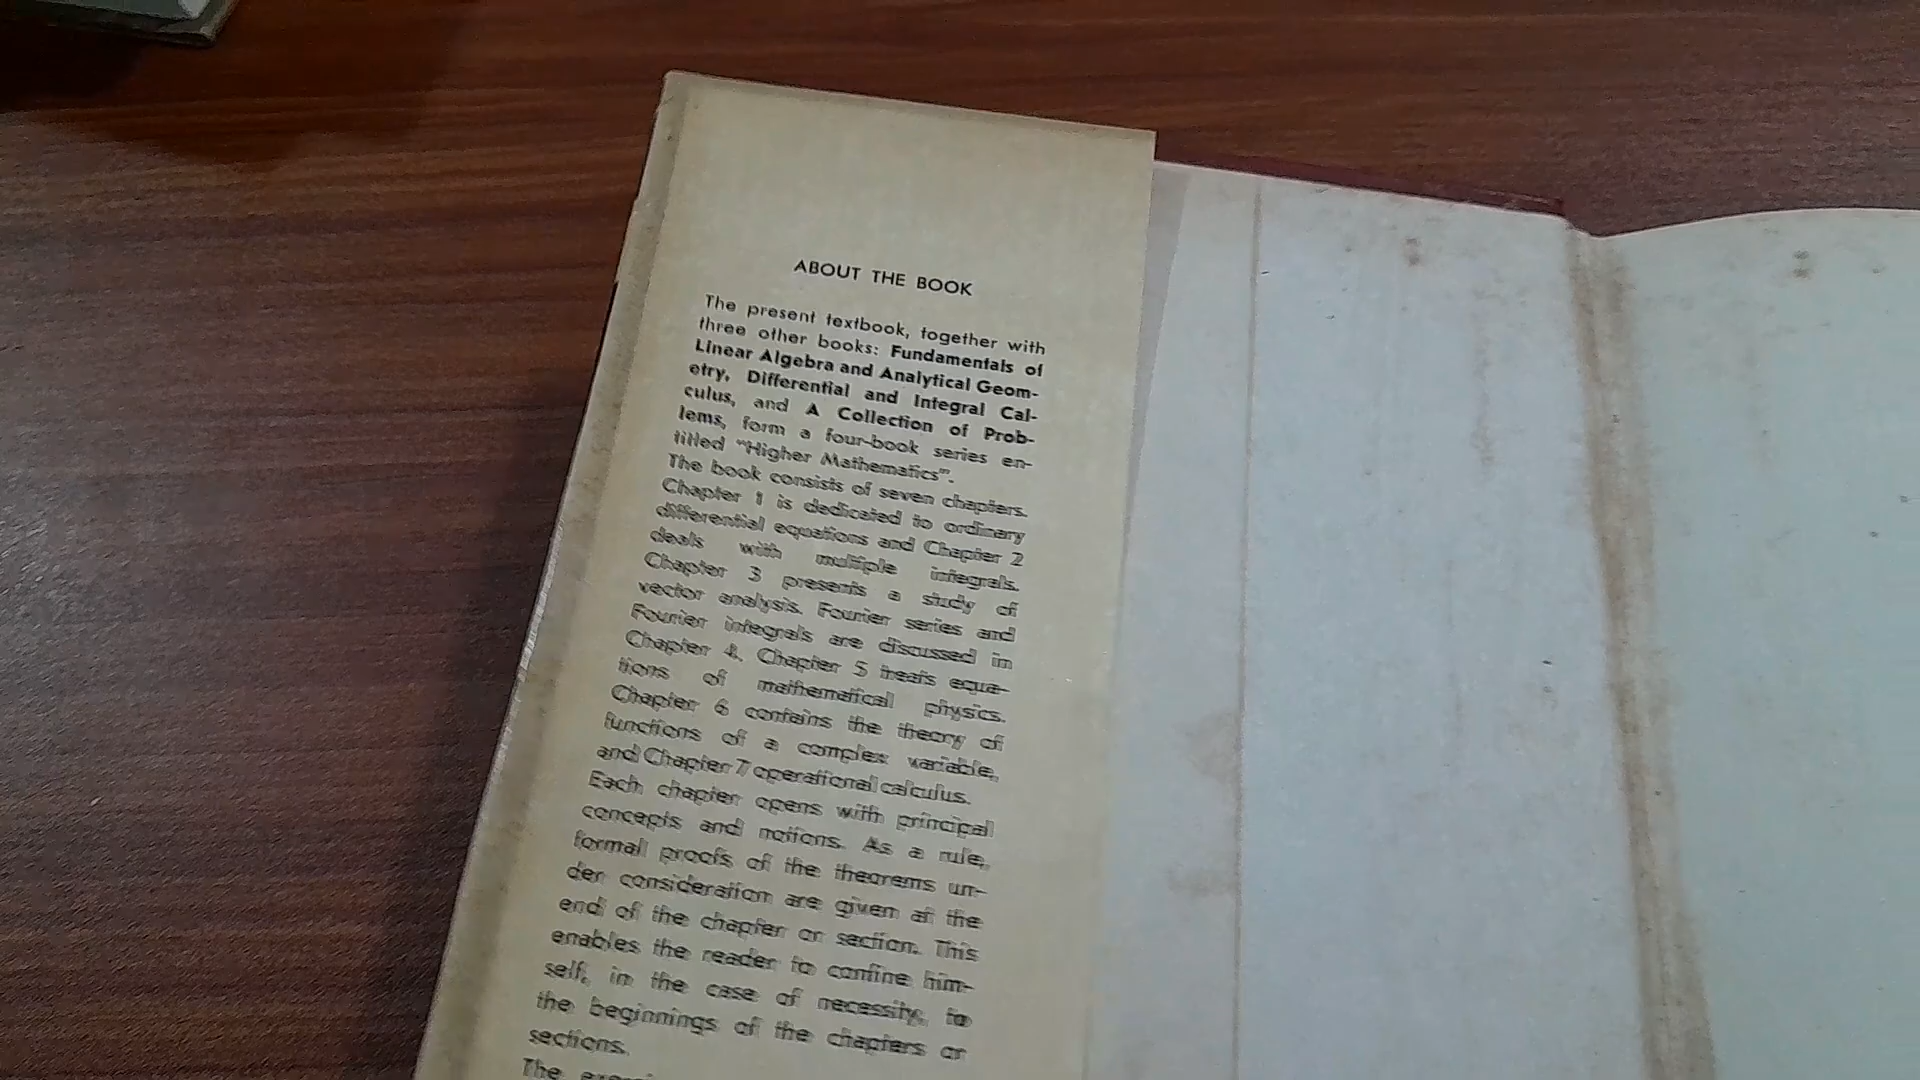 ABOUT THE BOOK
The present textbook, together with
three other books: Fundamentals of
Linear Algebra and Analytical Geom-
etry, Differential and Integral Cal-
culus, and A Collection of Prob-
lems, form a four-book series en-
titled "Higher Mathematics".
The book consists of seven chapters.
Chapter 1 is dedicated to ordinary
differential equations and Chapter 2
deals with multiple integrals.
Chapter 3 presents a study of
vector analysis. Fourier series and
Fourier integrals are discussed in
Chapter 4. Chapter 5 treats equa-
tions of mathematical physics.
Chapter 6 contains the theory of
functions of a complex variable,
and Chapter 7 operational calculus.
Each chapter opens with principal
concepts and notions. As a rule,
formal proofs of the theorems un-
der consideration are given at the
end of the chapter or section. This
enables the reader to confine him-
self, in the case of necessity, to
the beginnings of the chapters or
sections.
The